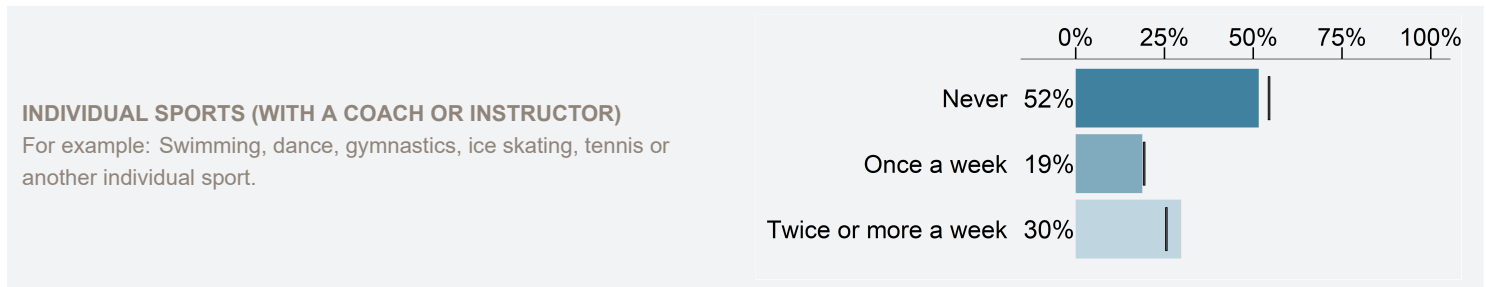 INDIVIDUAL SPORTS (WITH A COACH OR INSTRUCTOR)
For example: Swimming, dance, gymnastics, ice skating, tennis or
another individual sport.
0% 25% 50% 75% 100%
Never 52%
Once a week 19%
Twice or more a week 30%